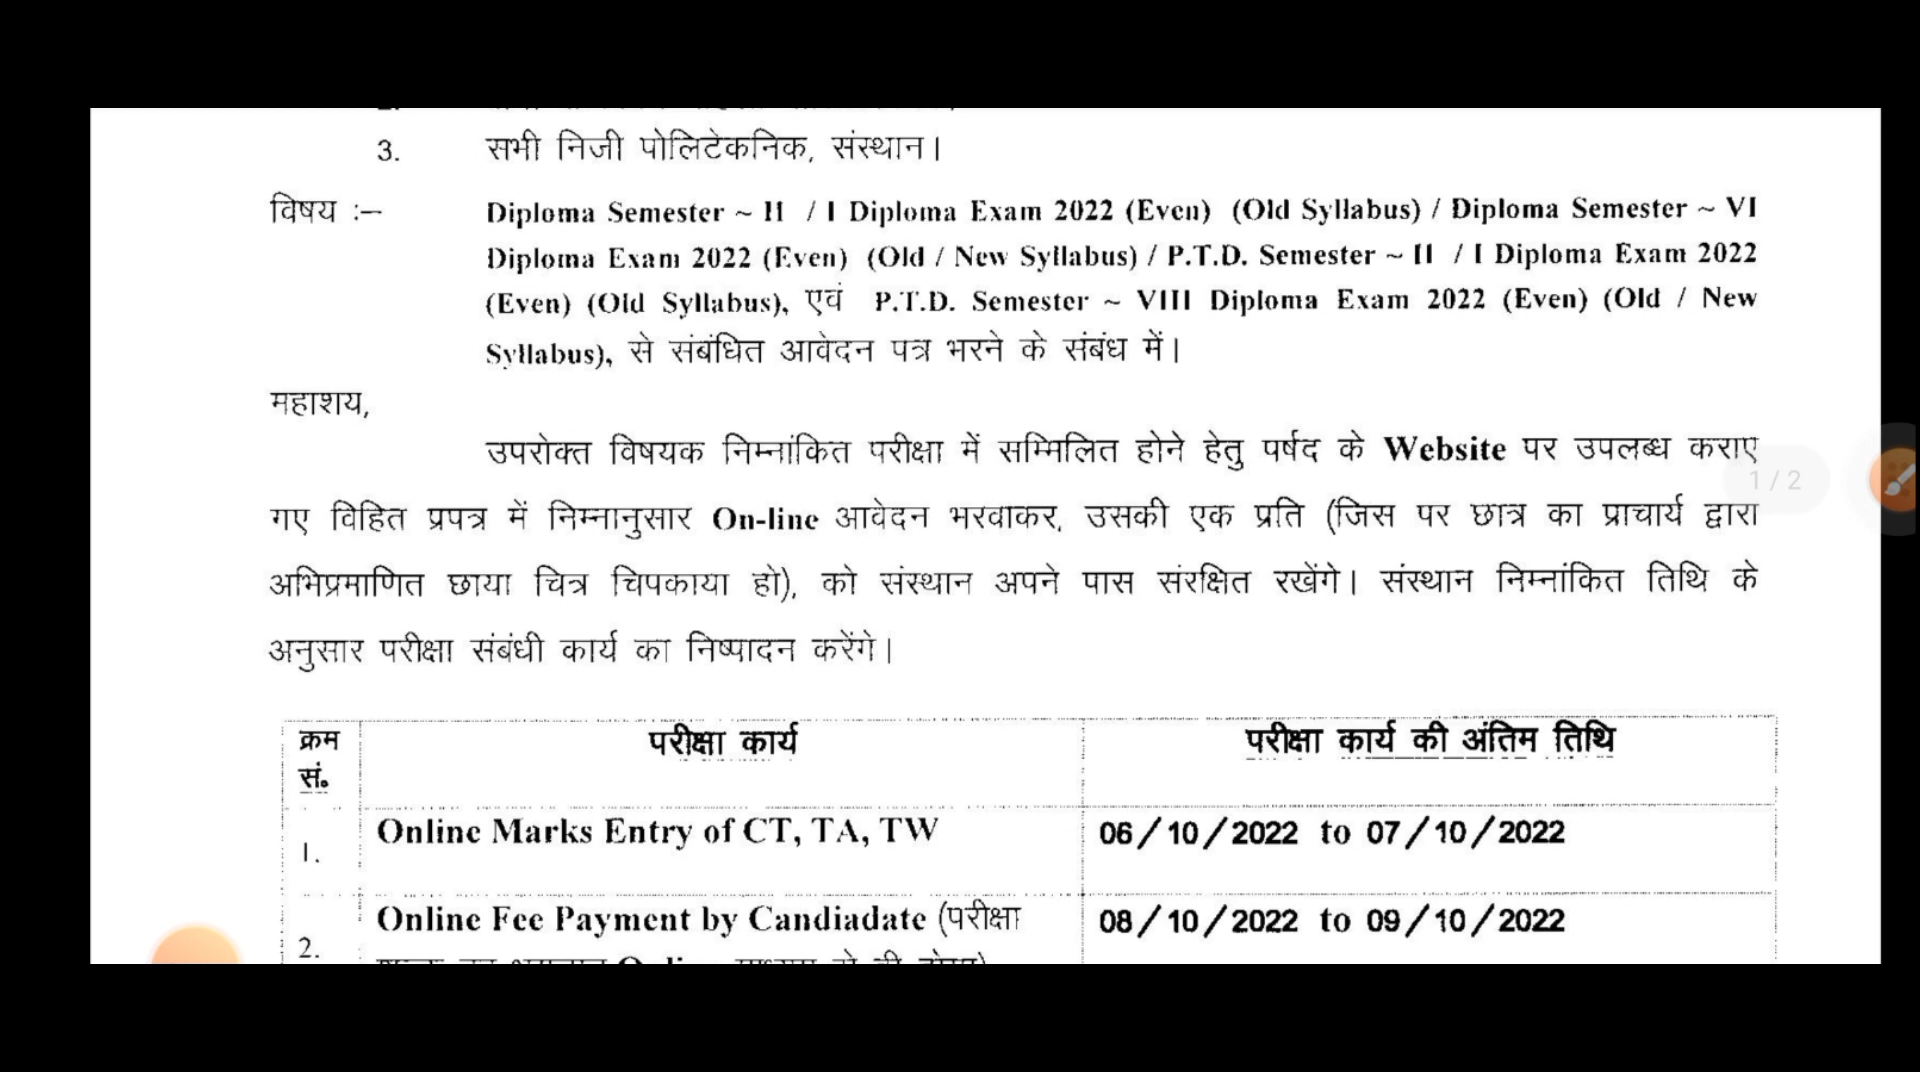 3. सभी निजी पोलिटेकनिक, संस्थान।
विषय :– Diploma Semester ~ II / I Diploma Exam 2022 (Even) (Old Syllabus) / Diploma Semester ~ VI
Diploma Exam 2022 (Even) (Old / New Syllabus) / P.T.D. Semester ~ II / I Diploma Exam 2022
(Even) (Old Syllabus), एवं P.T.D. Semester ~ VIII Diploma Exam 2022 (Even) (Old / New
Syllabus), से संबंधित आवेदन पत्र भरने के संबंध में।
महाशय,
उपरोक्त विषयक निम्नांकित परीक्षा में सम्मिलित होने हेतु पर्षद के Website पर उपलब्ध कराए
1 / 2
गए विहित प्रपत्र में निम्नानुसार On-line आवेदन भरवाकर, उसकी एक प्रति (जिस पर छात्र का प्राचार्य द्वारा
अभिप्रमाणित छाया चित्र चिपकाया हो), को संस्थान अपने पास संरक्षित रखेंगे। संस्थान निम्नांकित तिथि के
अनुसार परीक्षा संबंधी कार्य का निष्पादन करेंगे।
क्रम सं. परीक्षा कार्य परीक्षा कार्य की अंतिम तिथि
1. Online Marks Entry of CT, TA, TW 06/10/2022 to 07/10/2022
2. Online Fee Payment by Candiadate (परीक्षा 08/10/2022 to 09/10/2022